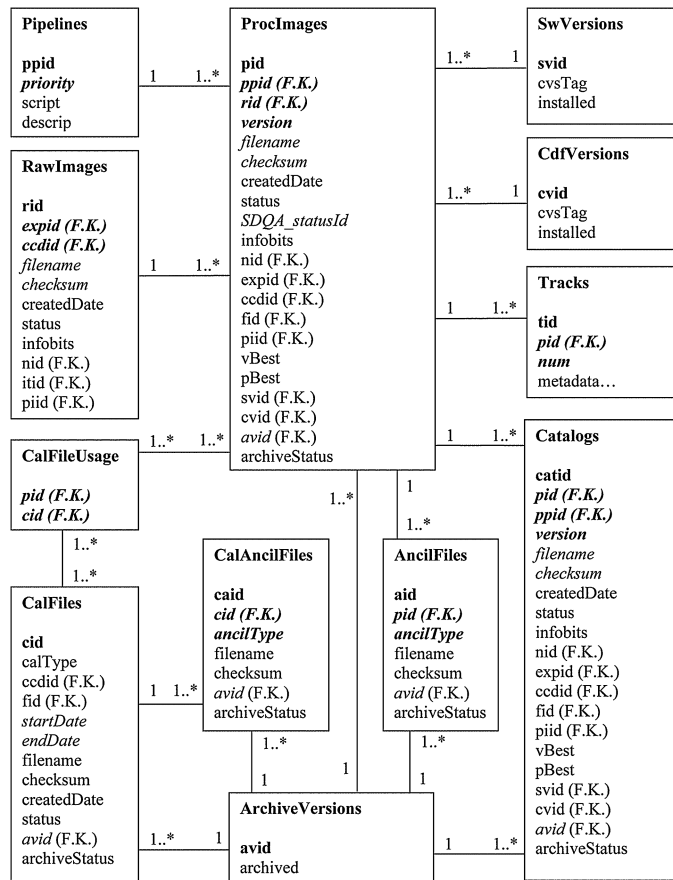 Pipelines
ppid
priority
script
descrip
1
1..*
ProcImages
pid
ppid (F.K.)
rid (F.K.)
version
filename
checksum
createdDate
status
SDQA_statusId
infobits
nid (F.K.)
expid (F.K.)
ccdid (F.K.)
fid (F.K.)
piid (F.K.)
vBest
pBest
svid (F.K.)
cvid (F.K.)
avid (F.K.)
archiveStatus
1..*
1
SwVersions
svid
cvsTag
installed
1..*
1
CdfVersions
cvid
cvsTag
installed
RawImages
rid
expid (F.K.)
ccdid (F.K.)
filename
checksum
createdDate
status
infobits
nid (F.K.)
itid (F.K.)
piid (F.K.)
1
1..*
1
1..*
Tracks
tid
pid (F.K.)
num
metadata…
CalFileUsage
pid (F.K.)
cid (F.K.)
1..*
1..*
1
1..*
Catalogs
catid
pid (F.K.)
ppid (F.K.)
version
filename
checksum
createdDate
status
infobits
nid (F.K.)
expid (F.K.)
ccdid (F.K.)
fid (F.K.)
piid (F.K.)
vBest
pBest
svid (F.K.)
cvid (F.K.)
avid (F.K.)
archiveStatus
1..*
1
1..*
1..*
1..*
CalFiles
cid
calType
ccdid (F.K.)
fid (F.K.)
startDate
endDate
filename
checksum
createdDate
status
avid (F.K.)
archiveStatus
1
1..*
CalAncilFiles
caid
cid (F.K.)
ancilType
filename
checksum
avid (F.K.)
archiveStatus
AncilFiles
aid
pid (F.K.)
ancilType
filename
checksum
avid (F.K.)
archiveStatus
1..*
1
1
1..*
1
1..*
1
ArchiveVersions
avid
archived
1
1..*